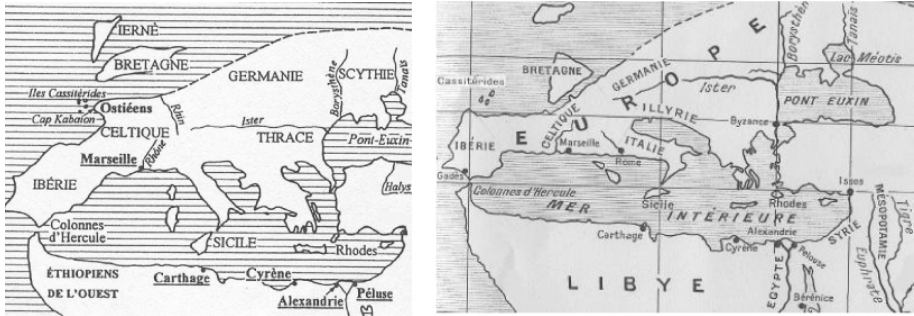 IERNÉ
BRETAGNE
GERMANIE
SCYTHIE
Borysthène
Tanaïs
Iles Cassitérides
Ostiéens
Cap Kabaïon
Rhin
Ister
CELTIQUE
THRACE
Pont-Euxin
Rhône
Marseille
Halys
IBÉRIE
Colonnes
d'Hercule
SICILE
Rhodes
ÉTHIOPIENS
DE L'OUEST
Carthage
Cyrène
Alexandrie
Péluse
Borysthène
Tanaïs
Lac Méotis
BRETAGNE
Cassitérides
GERMANIE
EUROPE
Ister
PONT EUXIN
CELTIQUE
ILLYRIE
Byzance
IBÉRIE
Marseille
ITALIE
Rome
Gadès
Colonnes d'Hercule
Issos
MER
Sicile
Rhodes
INTÉRIEURE
Carthage
Alexandrie
Cyrène
SYRIE
MÉSOPOTAMIE
Tigre
Péluse
Euphrate
LIBYE
EGYPTE
Bérénice